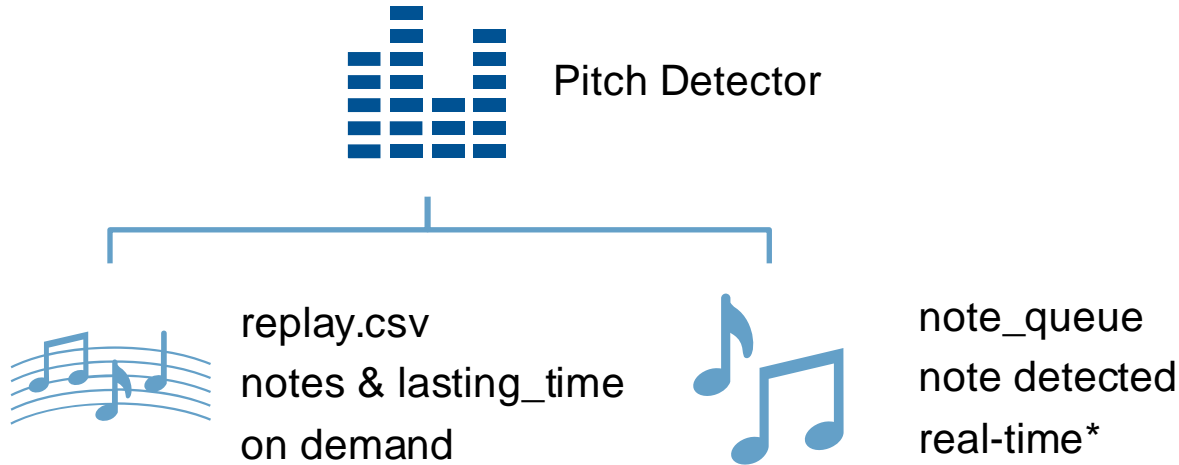 Pitch Detector
replay.csv
notes & lasting_time
on demand
note_queue
note detected
real-time*